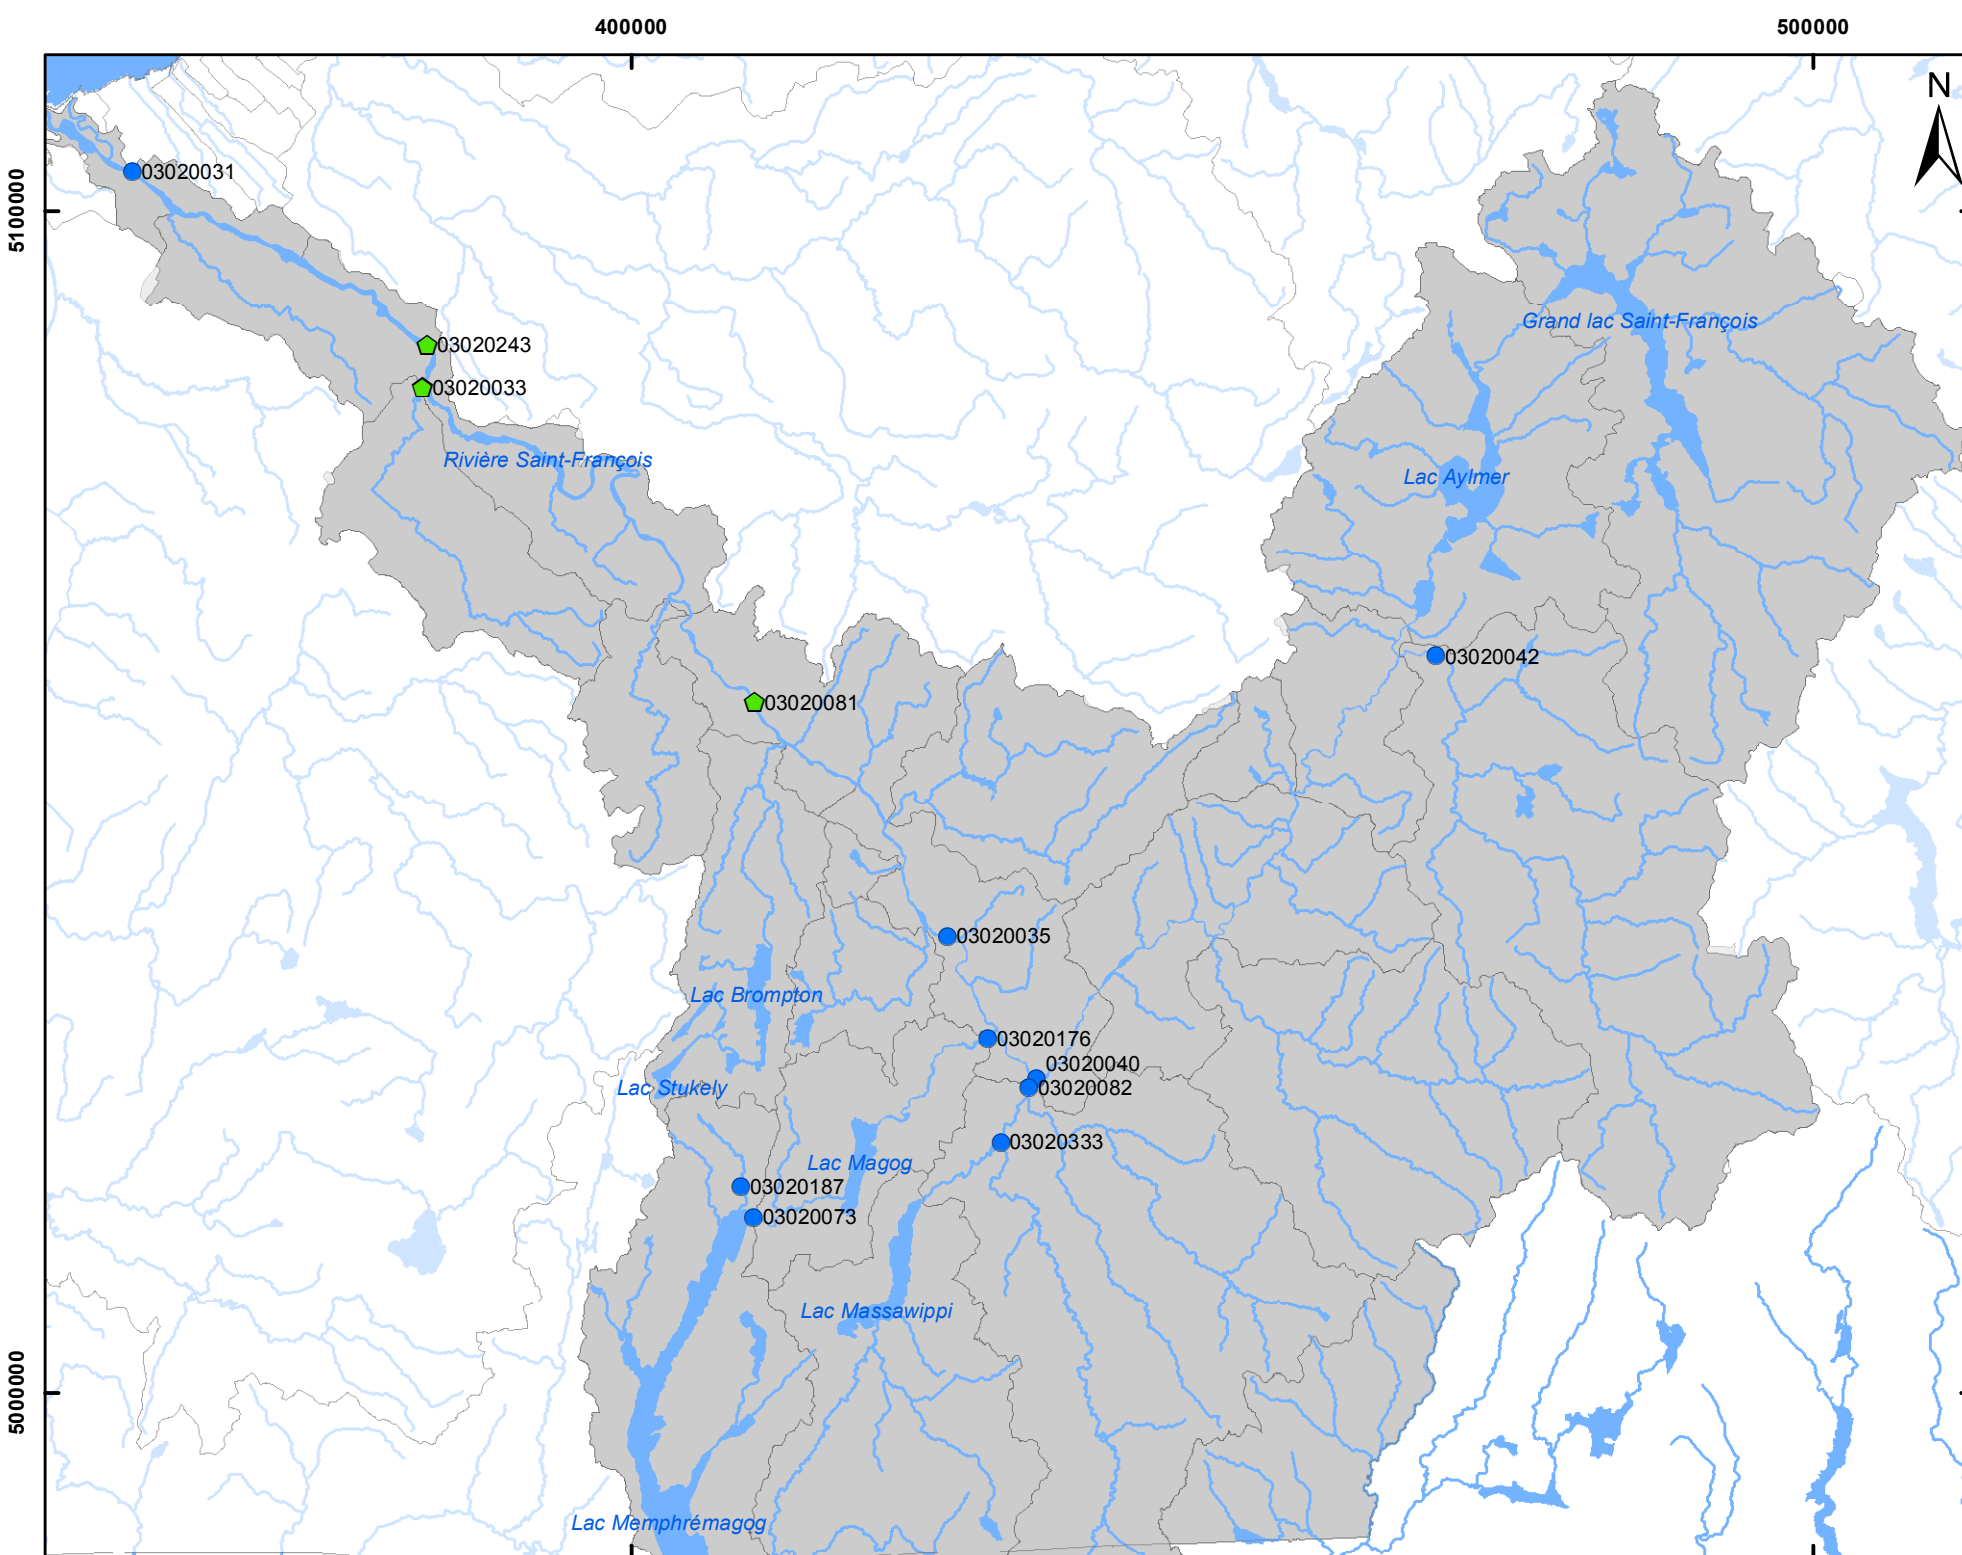 400000
500000
N
5100000
03020031
Grand lac Saint-François
03020243
03020033
Rivière Saint-François
Lac Aylmer
03020042
03020081
03020035
Lac Brompton
03020176
03020040
03020082
Lac Stukely
03020333
Lac Magog
03020187
03020073
Lac Massawippi
5000000
Lac Memphrémagog